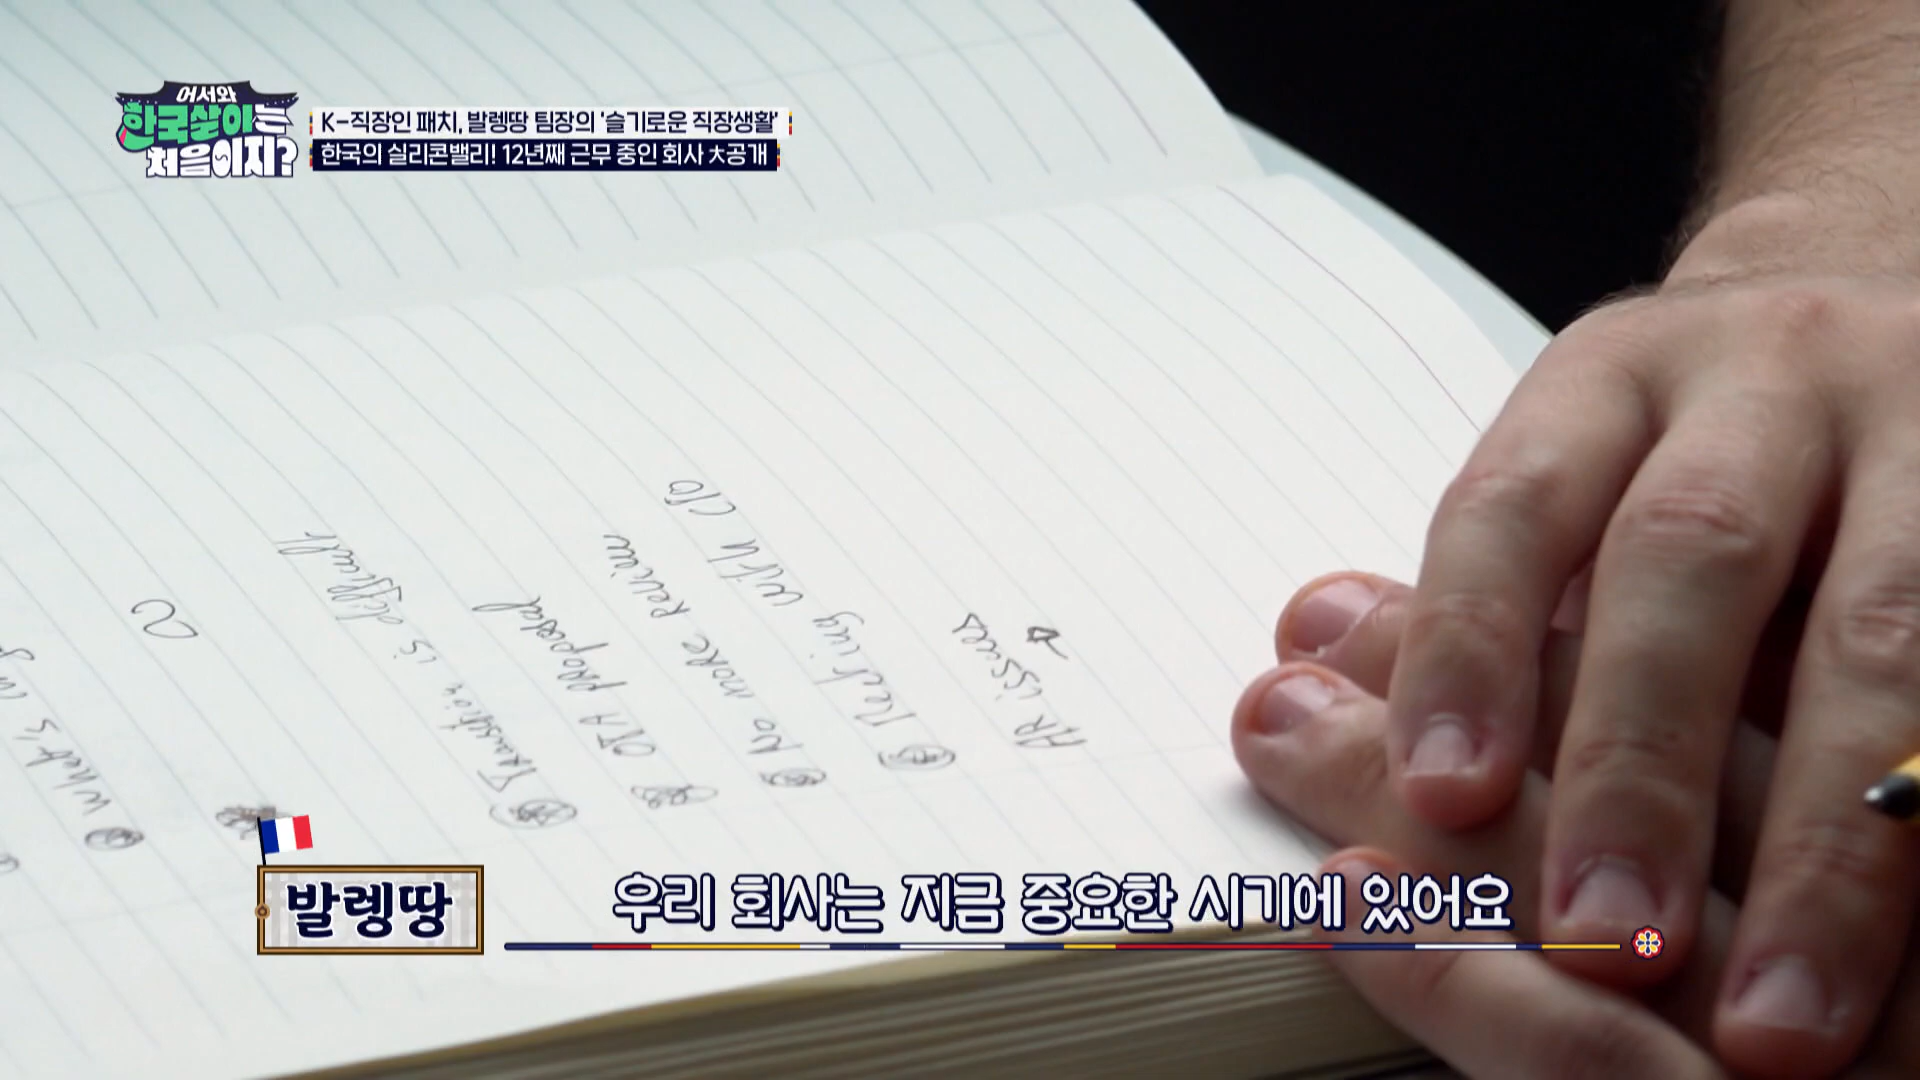 어서와
한국살이는
처음이지?
K-직장인 패치, 발렝땅 팀장의 '슬기로운 직장생활'
한국의 실리콘밸리! 12년째 근무 중인 회사 大공개
HR issues
Meeting with CTO
No more review
OTA proposal
Transition is difficult
What's
발렝땅
우리 회사는 지금 중요한 시기에 있어요